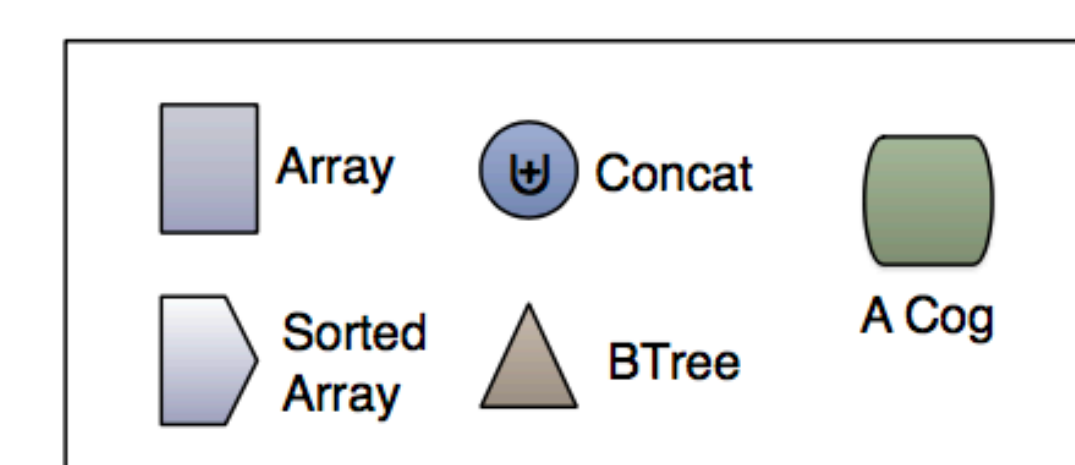 Array
⊎ Concat
A Cog
Sorted
Array
BTree